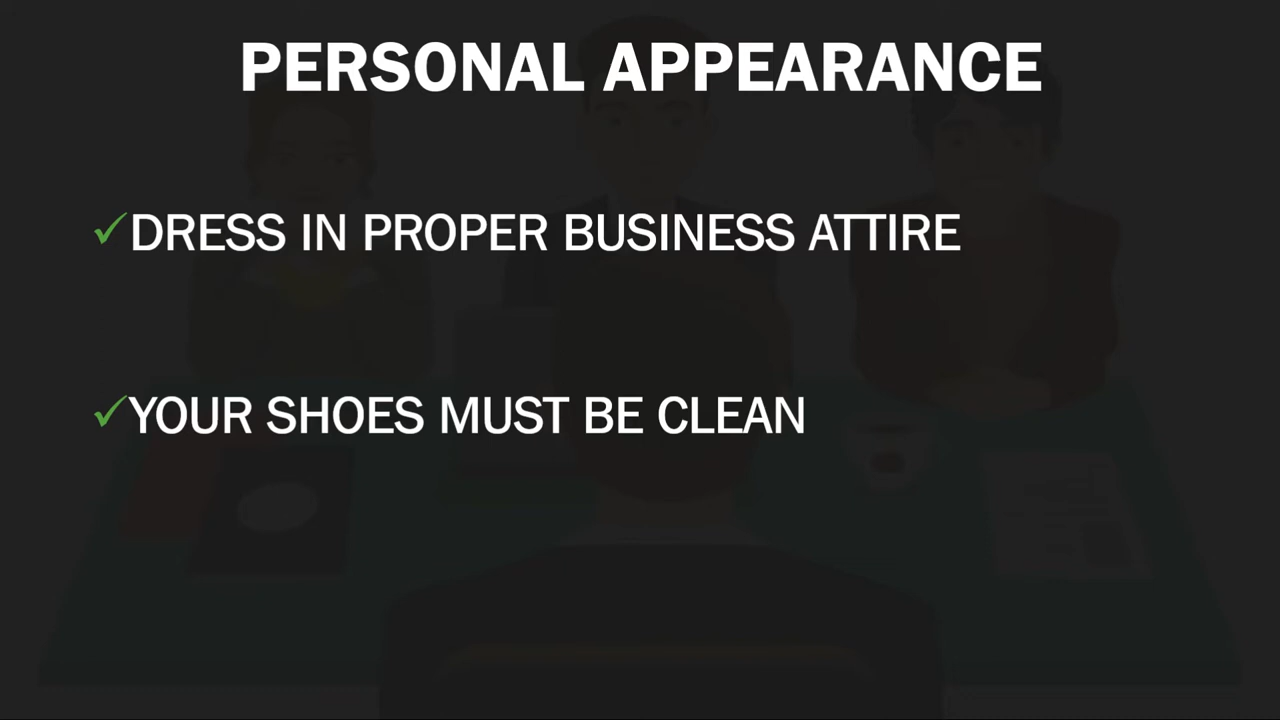 PERSONAL APPEARANCE
✓DRESS IN PROPER BUSINESS ATTIRE
✓YOUR SHOES MUST BE CLEAN